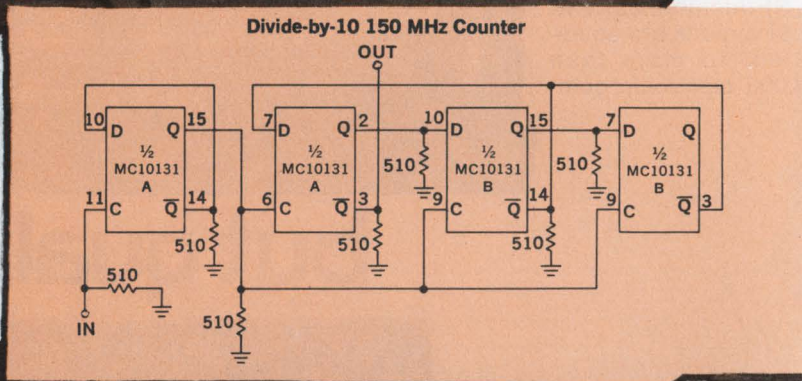 Divide-by-10 150 MHz Counter
OUT
10 D Q 15
½
MC10131
A
11 C Q̅ 14
510
510
IN
7 D Q 2
½
MC10131
A
6 C Q̅ 3
510
510
510
10 D Q 15
½
MC10131
B
9 C Q̅ 14
510
510
7 D Q
½
MC10131
B
9 C Q̅ 3